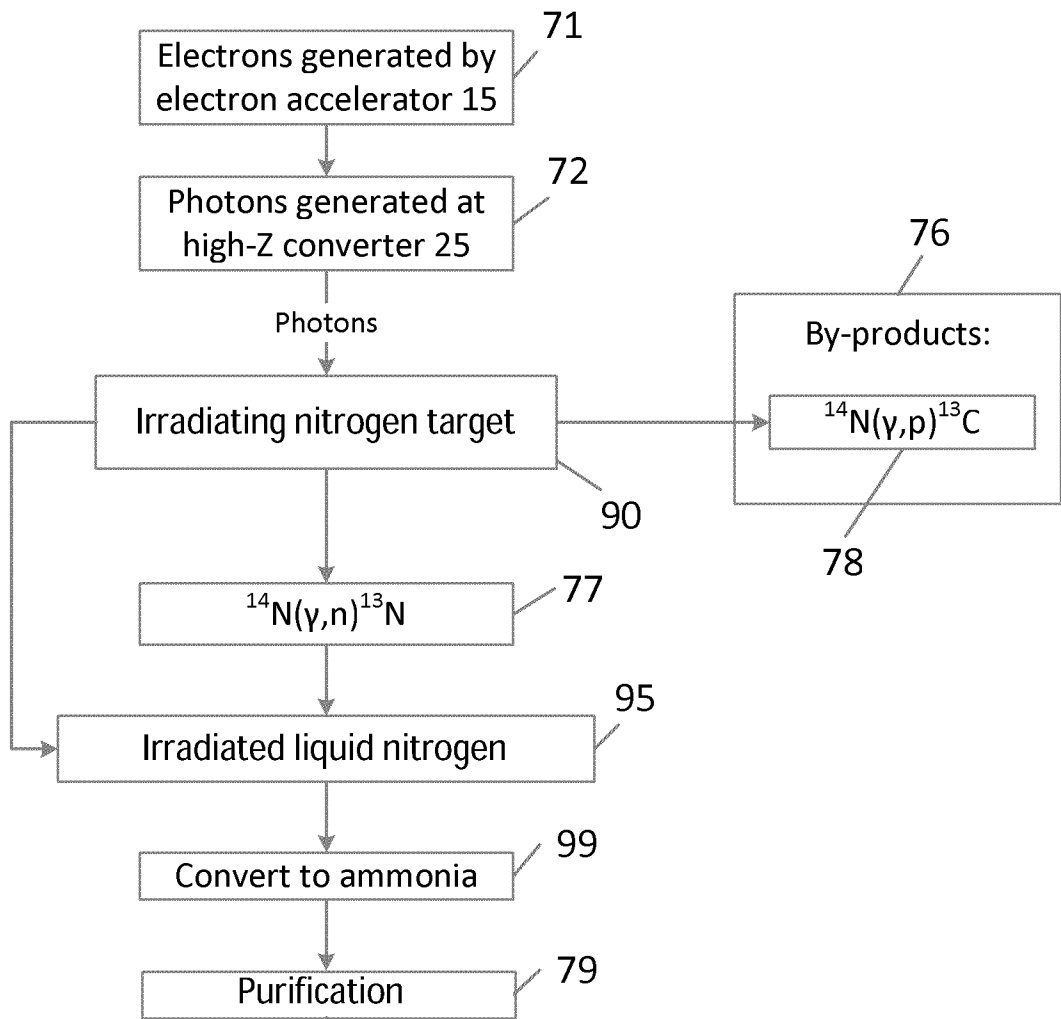 71
Electrons generated by
electron accelerator 15
72
Photons generated at
high-Z converter 25
76
Photons
By-products:
Irradiating nitrogen target
¹⁴N(γ,p)¹³C
90
78
¹⁴N(γ,n)¹³N
77
95
Irradiated liquid nitrogen
99
Convert to ammonia
79
Purification